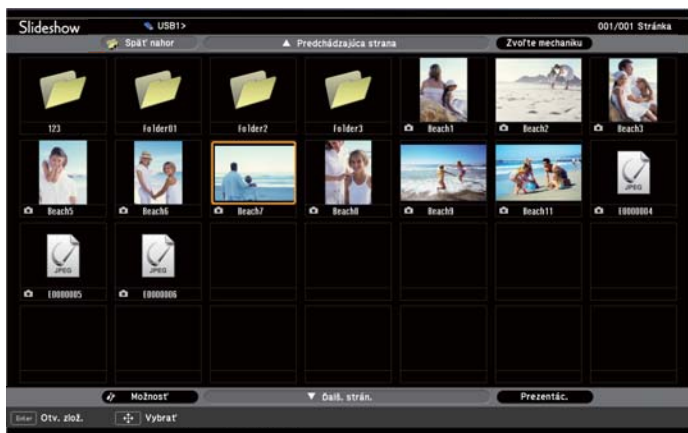 Slideshow USB1> 001/001 Stránka
Späť nahor ▲ Predchádzajúca strana Zvoľte mechaniku
123 Folder01 Folder2 Folder3 Beach1 Beach2 Beach3
JPEG
Beach5 Beach6 Beach7 Beach8 Beach9 Beach11 E0000004
JPEG JPEG
E0000005 E0000006
Možnosť ▼ Ďalš. strán. Prezentác.
Enter Otv. zlož. Vybrať